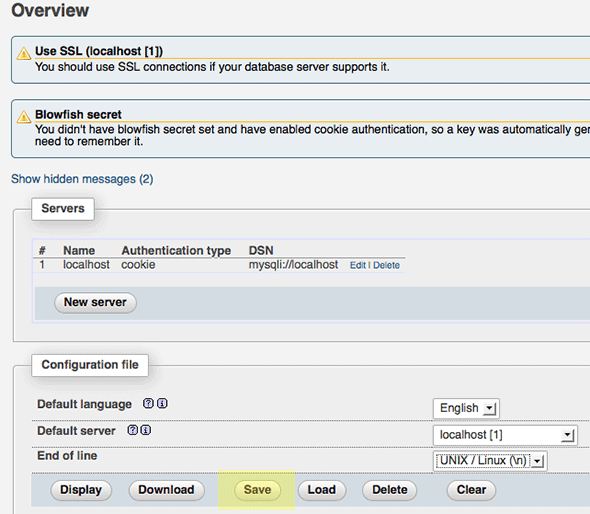 Overview
Use SSL (localhost [1])
You should use SSL connections if your database server supports it.
Blowfish secret
You didn't have blowfish secret set and have enabled cookie authentication, so a key was automatically
need to remember it.
Show hidden messages (2)
Servers
# Name Authentication type DSN
1 localhost cookie mysqli://localhost Edit | Delete
New server
Configuration file
Default language English
Default server localhost [1]
End of line UNIX / Linux (\n)
Display Download Save Load Delete Clear